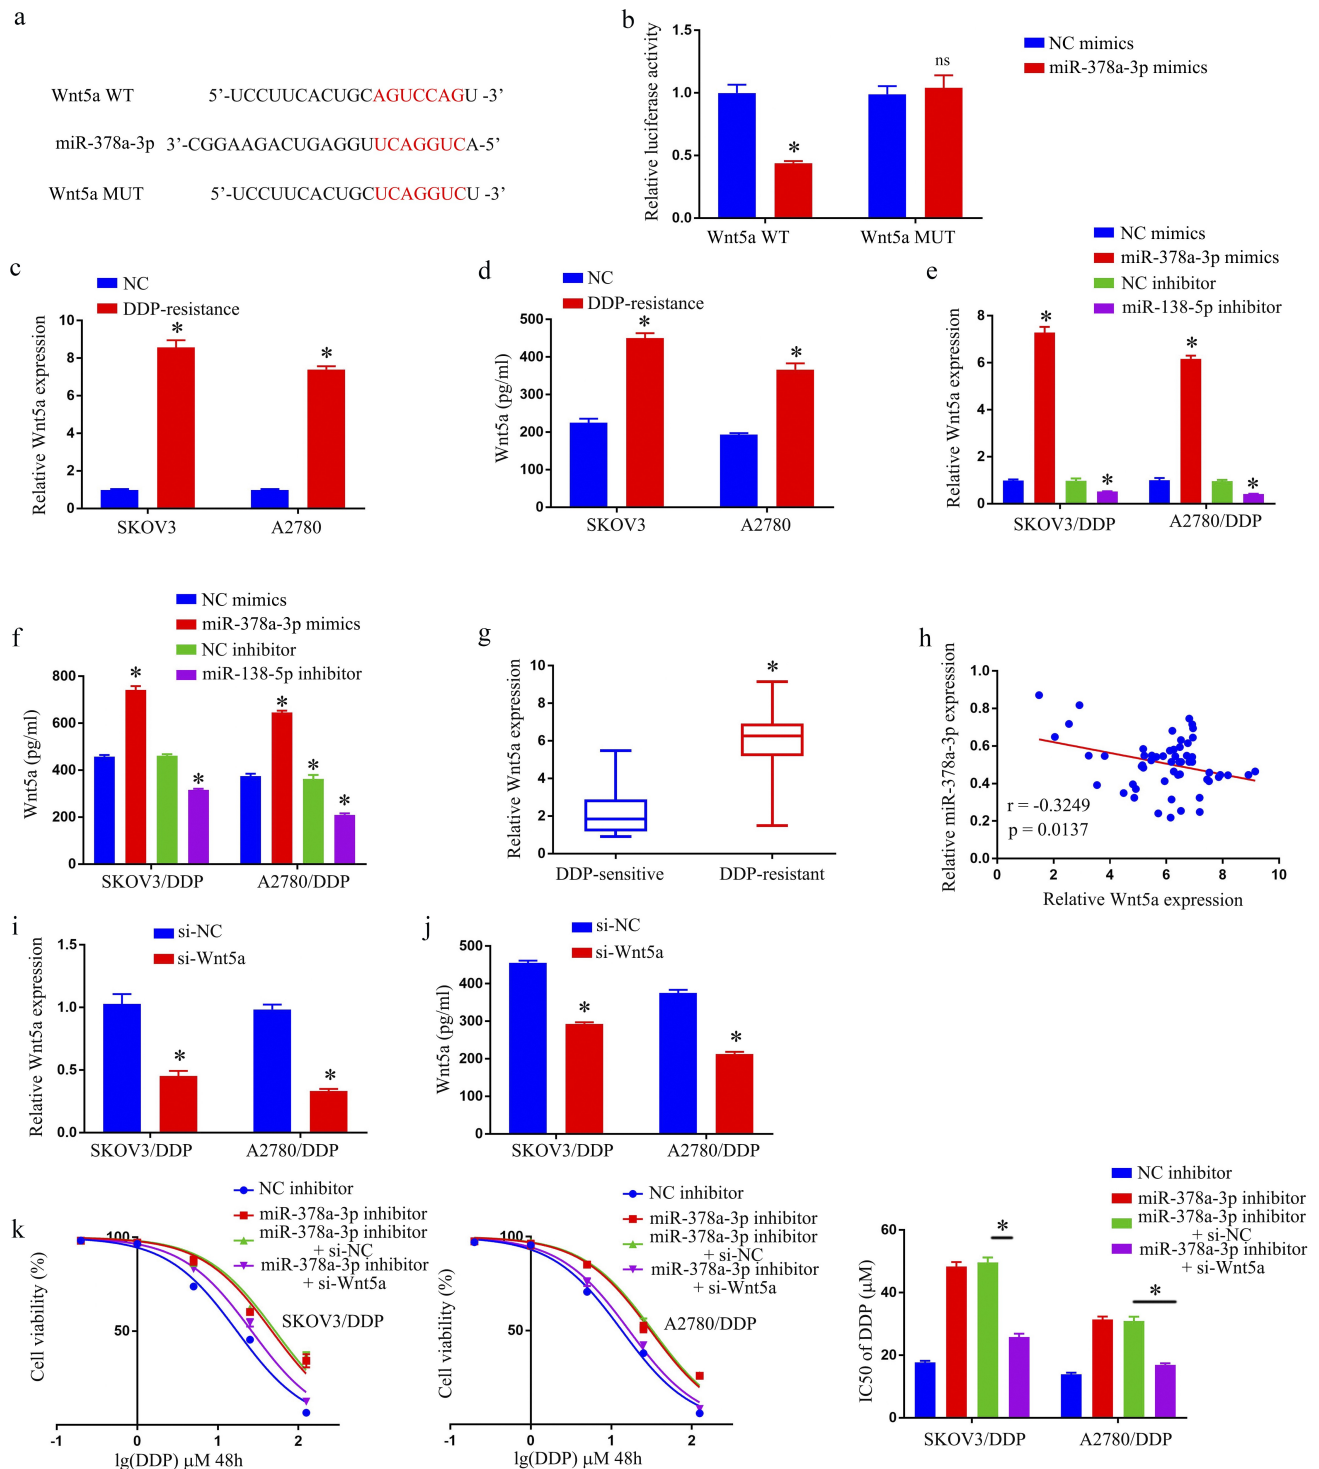 a
Wnt5a WT 5’-UCCUUCACUGCAGUCCAGU -3’
miR-378a-3p 3’-CGGAAGACUGAGGUUCAGGUCA-5’
Wnt5a MUT 5’-UCCUUCACUGCUCAGGUCU -3’
b
NC mimics
miR-378a-3p mimics
Relative luciferase activity
1.5
1.0
0.5
0.0
*
ns
Wnt5a WT Wnt5a MUT
c
NC
DDP-resistance
Relative Wnt5a expression
10
8
6
4
2
0
* *
SKOV3 A2780
d
NC
DDP-resistance
Wnt5a (pg/ml)
500
400
300
200
100
0
* *
SKOV3 A2780
e
NC mimics
miR-378a-3p mimics
NC inhibitor
miR-138-5p inhibitor
Relative Wnt5a expression
8
6
4
2
0
* * * *
SKOV3/DDP A2780/DDP
f
NC mimics
miR-378a-3p mimics
NC inhibitor
miR-138-5p inhibitor
Wnt5a (pg/ml)
800
600
400
200
0
* * * * *
SKOV3/DDP A2780/DDP
g
Relative Wnt5a expression
10
8
6
4
2
0
*
DDP-sensitive DDP-resistant
h
Relative miR-378a-3p expression
1.0
0.8
0.6
0.4
0.2
0.0
r = -0.3249
p = 0.0137
0 2 4 6 8 10
Relative Wnt5a expression
i
si-NC
si-Wnt5a
Relative Wnt5a expression
1.5
1.0
0.5
0.0
* *
SKOV3/DDP A2780/DDP
j
si-NC
si-Wnt5a
Wnt5a (pg/ml)
500
400
300
200
100
0
* *
SKOV3/DDP A2780/DDP
k
NC inhibitor
miR-378a-3p inhibitor
miR-378a-3p inhibitor
+ si-NC
miR-378a-3p inhibitor
+ si-Wnt5a
Cell viability (%)
100
50
SKOV3/DDP
-1 0 1 2
lg(DDP) μM 48h
NC inhibitor
miR-378a-3p inhibitor
miR-378a-3p inhibitor
+ si-NC
miR-378a-3p inhibitor
+ si-Wnt5a
Cell viability (%)
100
50
A2780/DDP
-1 0 1 2
lg(DDP) μM 48h
NC inhibitor
miR-378a-3p inhibitor
miR-378a-3p inhibitor
+ si-NC
miR-378a-3p inhibitor
+ si-Wnt5a
IC50 of DDP (μM)
60
40
20
0
* *
SKOV3/DDP A2780/DDP